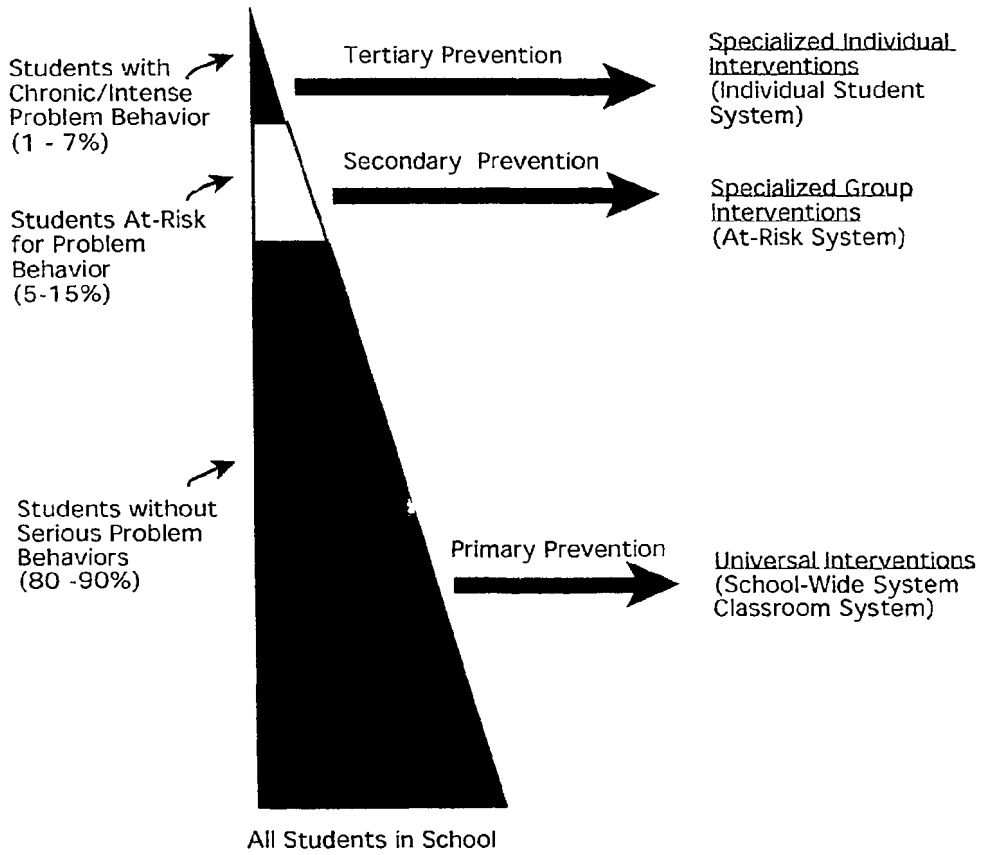 Students with
Chronic/Intense
Problem Behavior
(1 - 7%)
Tertiary Prevention
Specialized Individual
Interventions
(Individual Student
System)
Students At-Risk
for Problem
Behavior
(5-15%)
Secondary Prevention
Specialized Group
Interventions
(At-Risk System)
Students without
Serious Problem
Behaviors
(80 -90%)
Primary Prevention
Universal Interventions
(School-Wide System
Classroom System)
All Students in School